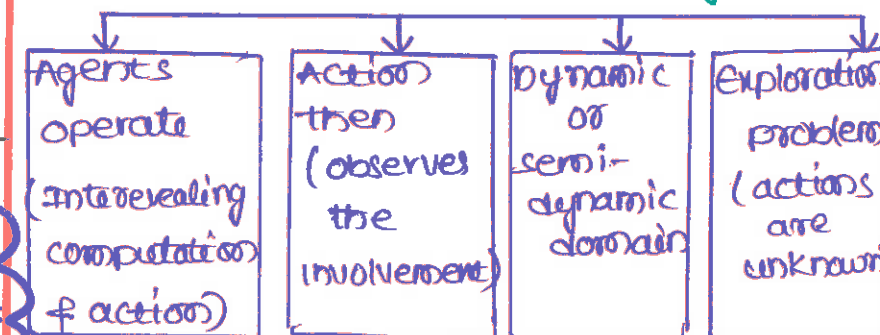 Agents
operate
(Interevealing
computation
& action)
Action
then
(observes
the
involvement)
Dynamic
or
semi-
dynamic
domain
Exploration
problem
(actions
are
unknown